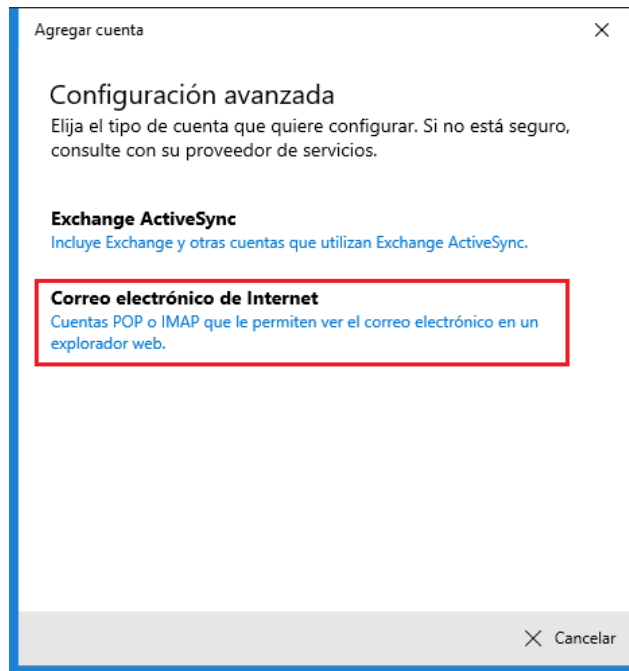 Agregar cuenta
Configuración avanzada
Elija el tipo de cuenta que quiere configurar. Si no está seguro,
consulte con su proveedor de servicios.
Exchange ActiveSync
Incluye Exchange y otras cuentas que utilizan Exchange ActiveSync.
Correo electrónico de Internet
Cuentas POP o IMAP que le permiten ver el correo electrónico en un
explorador web.
Cancelar